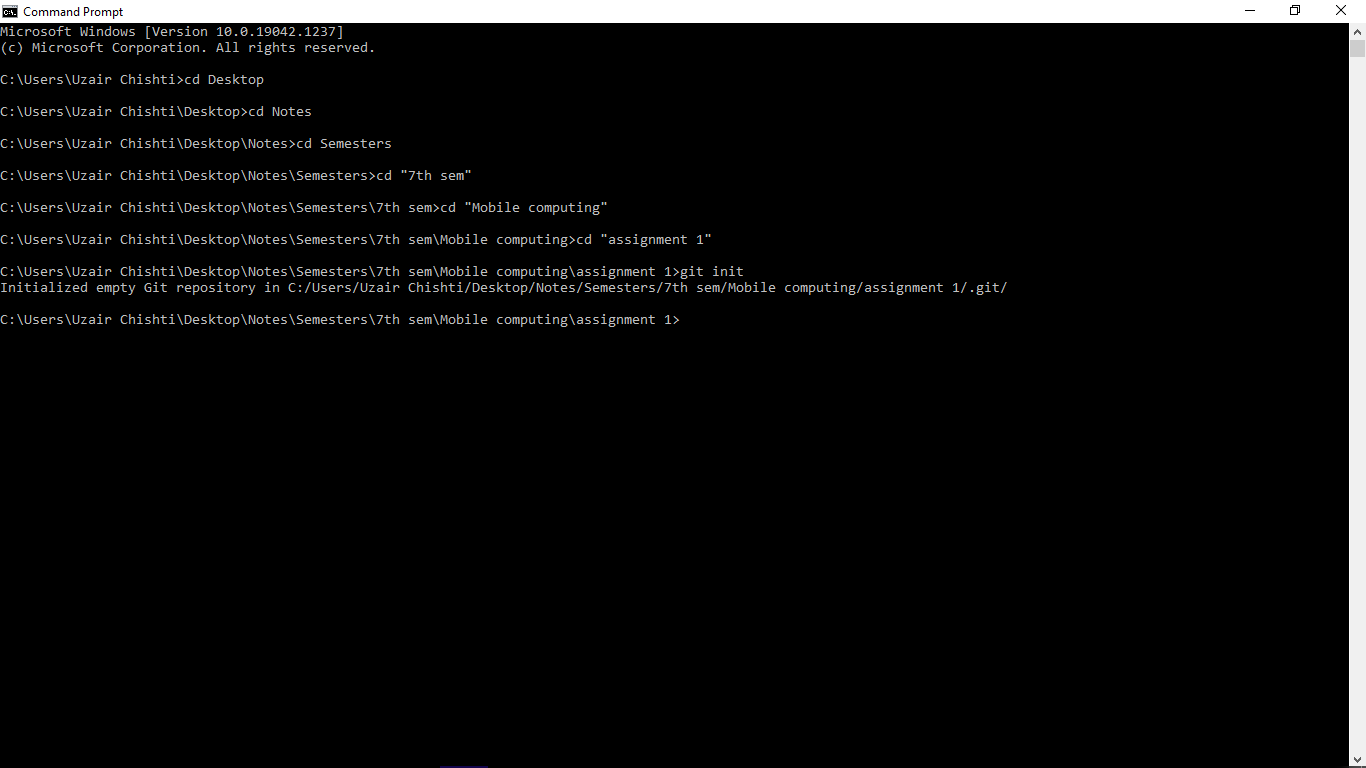 Command Prompt
Microsoft Windows [Version 10.0.19042.1237]
(c) Microsoft Corporation. All rights reserved.
C:\Users\Uzair Chishti>cd Desktop
C:\Users\Uzair Chishti\Desktop>cd Notes
C:\Users\Uzair Chishti\Desktop\Notes>cd Semesters
C:\Users\Uzair Chishti\Desktop\Notes\Semesters>cd "7th sem"
C:\Users\Uzair Chishti\Desktop\Notes\Semesters\7th sem>cd "Mobile computing"
C:\Users\Uzair Chishti\Desktop\Notes\Semesters\7th sem\Mobile computing>cd "assignment 1"
C:\Users\Uzair Chishti\Desktop\Notes\Semesters\7th sem\Mobile computing\assignment 1>git init
Initialized empty Git repository in C:/Users/Uzair Chishti/Desktop/Notes/Semesters/7th sem/Mobile computing/assignment 1/.git/
C:\Users\Uzair Chishti\Desktop\Notes\Semesters\7th sem\Mobile computing\assignment 1>